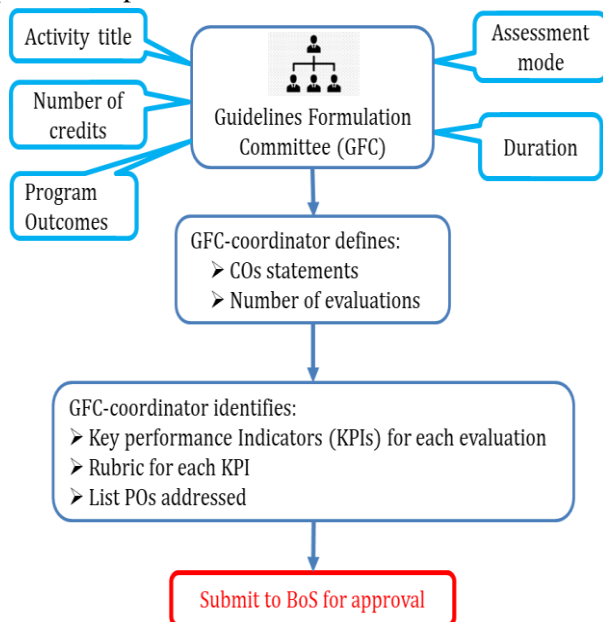 Activity title
Number of
credits
Program
Outcomes
Guidelines Formulation
Committee (GFC)
Assessment
mode
Duration
GFC-coordinator defines:
➢ COs statements
➢ Number of evaluations
GFC-coordinator identifies:
➢ Key performance Indicators (KPIs) for each evaluation
➢ Rubric for each KPI
➢ List POs addressed
Submit to BoS for approval